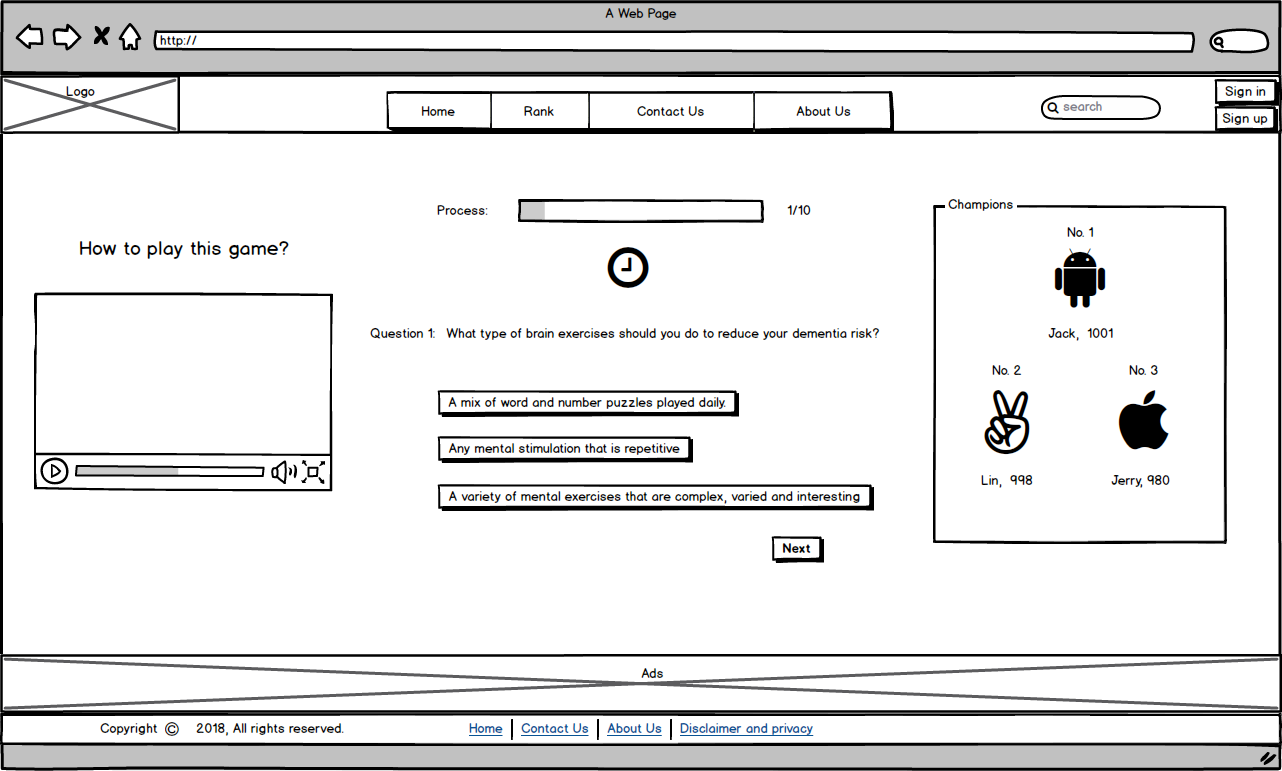 A Web Page
http://
Logo
Home Rank Contact Us About Us
search
Sign in
Sign up
How to play this game?
Process: 1/10
Question 1: What type of brain exercises should you do to reduce your dementia risk?
A mix of word and number puzzles played daily.
Any mental stimulation that is repetitive
A variety of mental exercises that are complex, varied and interesting
Next
Champions
No. 1
Jack, 1001
No. 2 No. 3
Lin, 998 Jerry, 980
Ads
Copyright © 2018, All rights reserved. Home Contact Us About Us Disclaimer and privacy